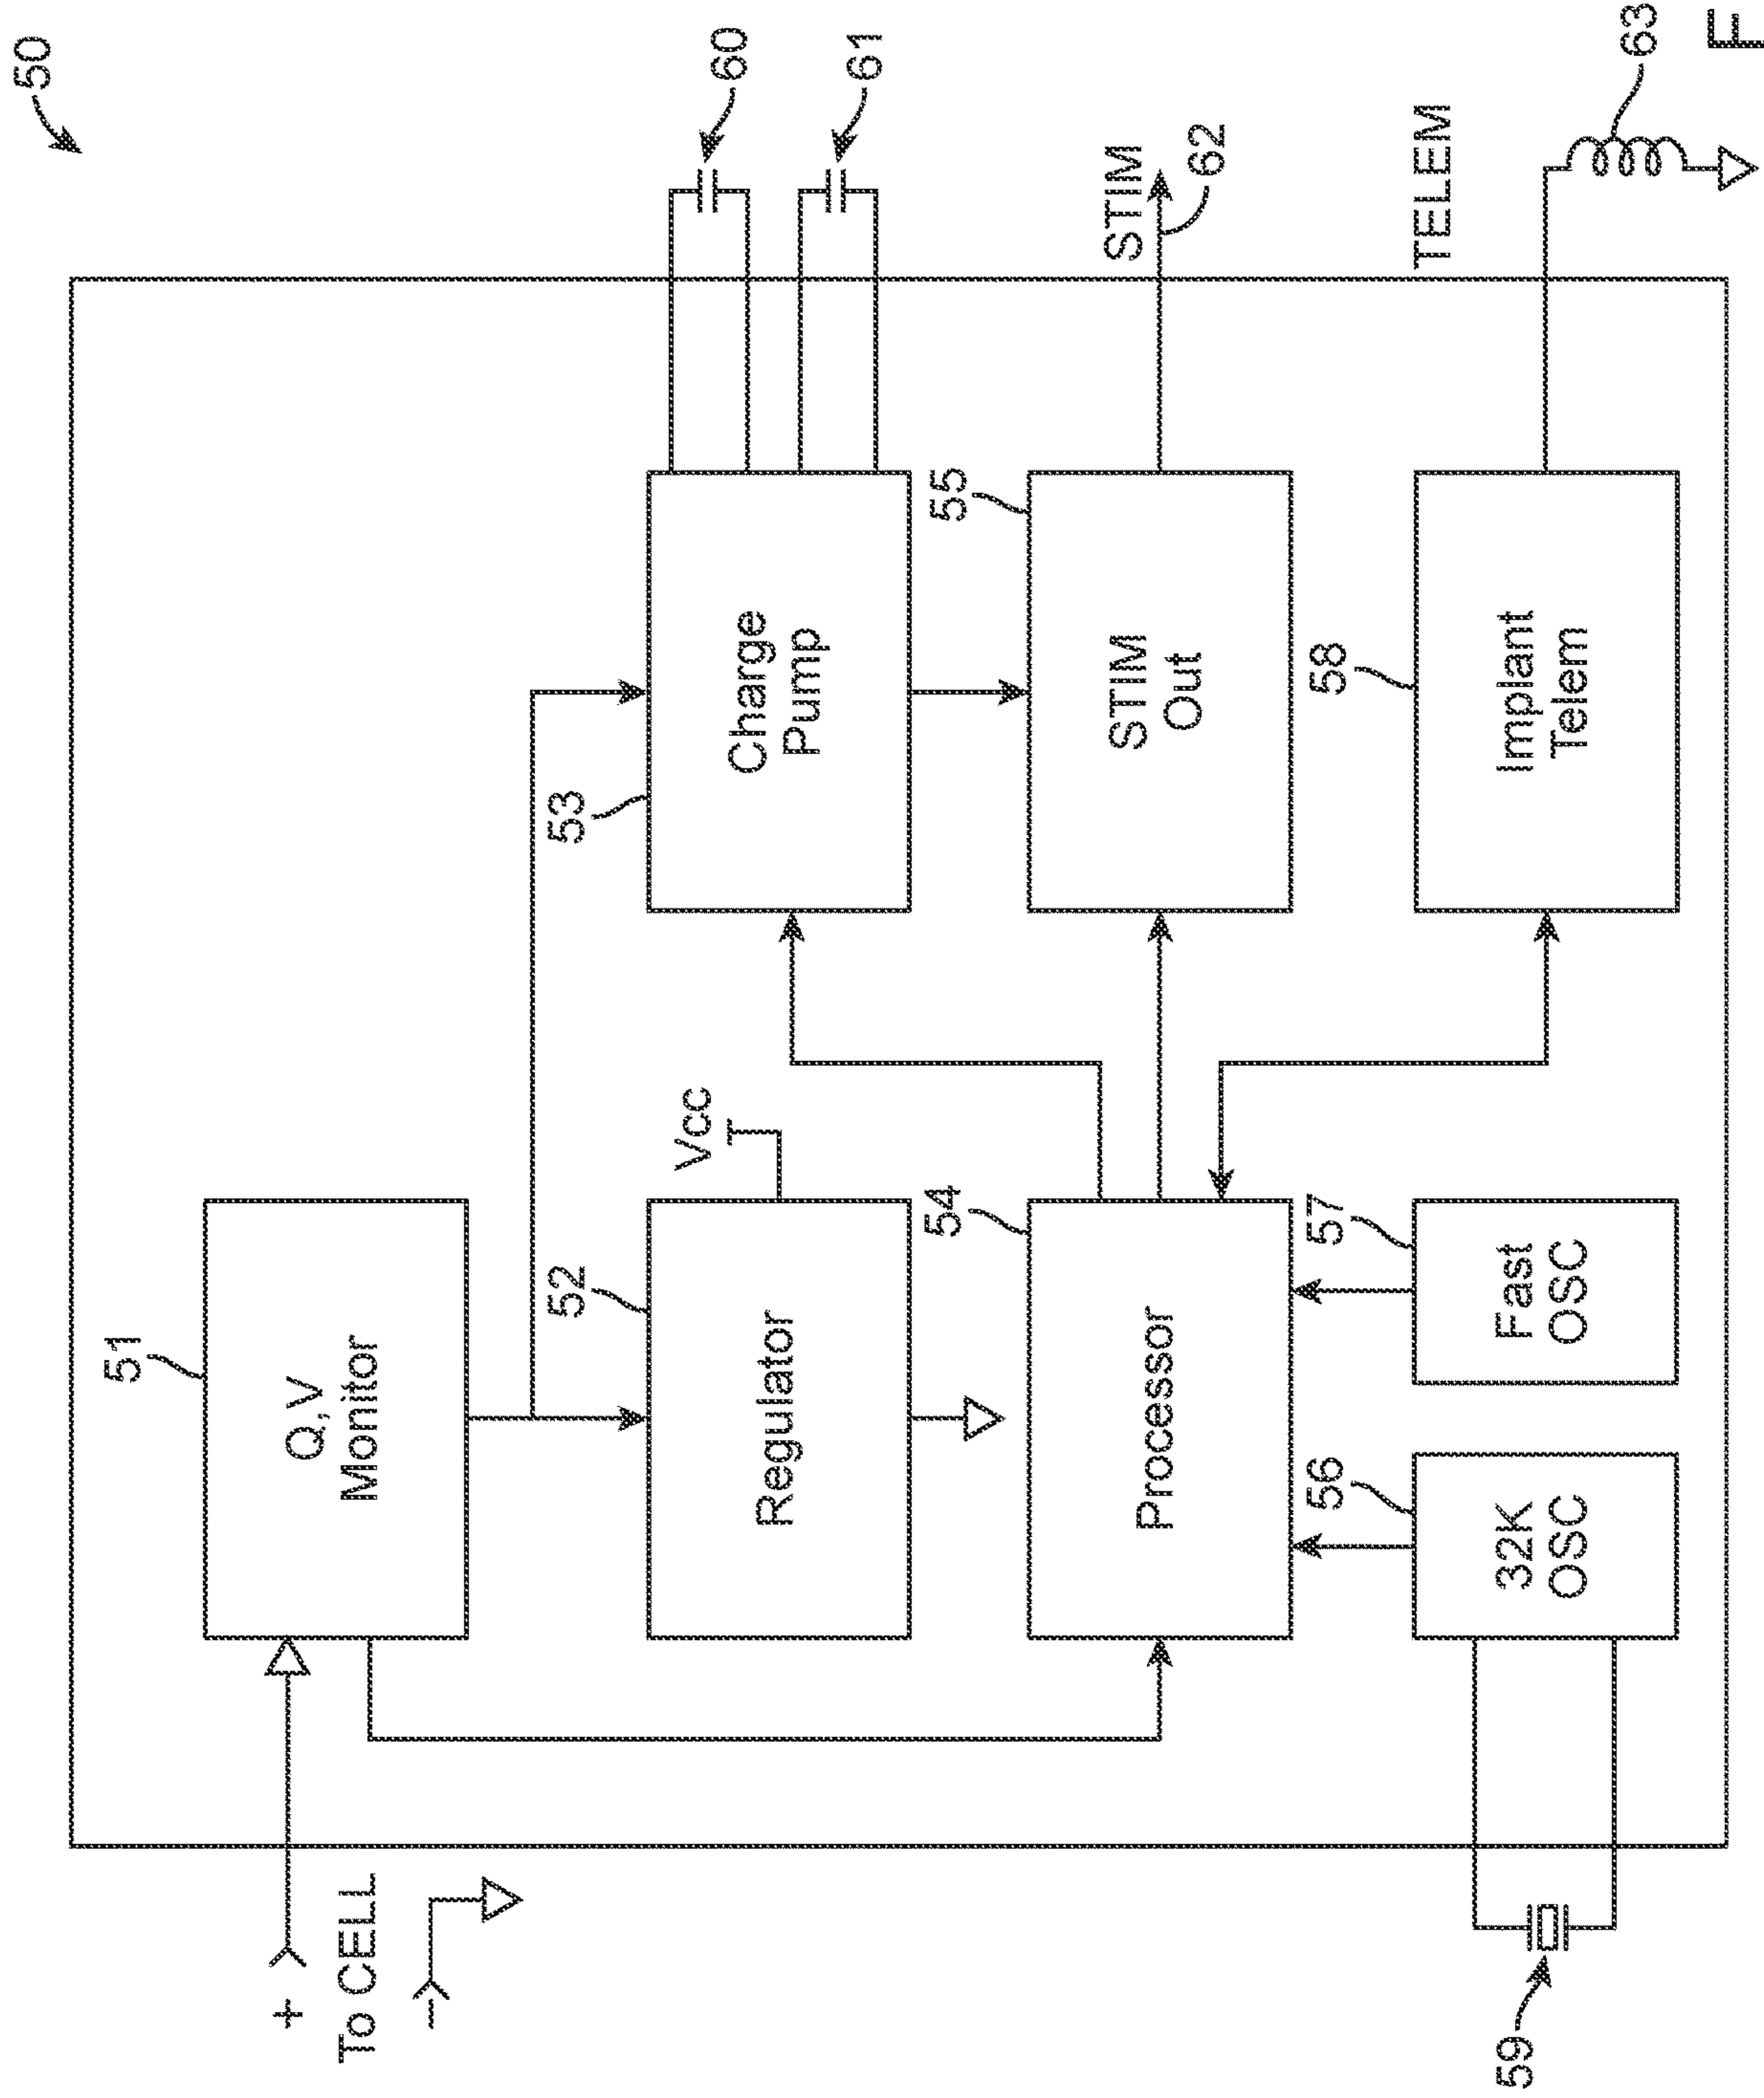 50
51
+
Q,V
Monitor
To CELL
−
52
53
Vcc
60
Regulator
Charge
Pump
61
54
55
Processor
STIM
Out
STIM
62
56
57
58
TELEM
32K
OSC
Fast
OSC
Implant
Telem
59
63